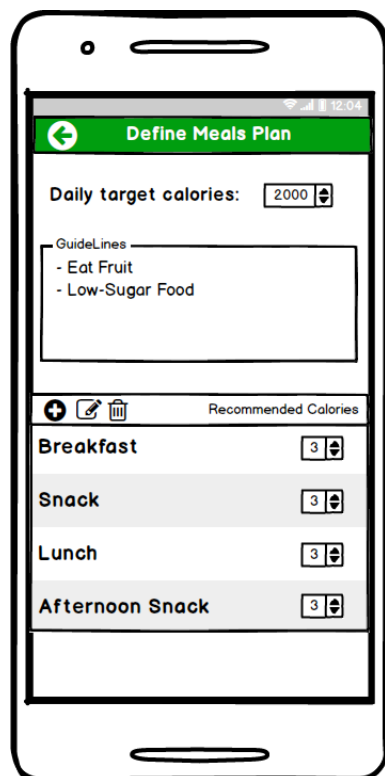 12:04
Define Meals Plan
Daily target calories: 2000
GuideLines
- Eat Fruit
- Low-Sugar Food
Recommended Calories
Breakfast 3
Snack 3
Lunch 3
Afternoon Snack 3